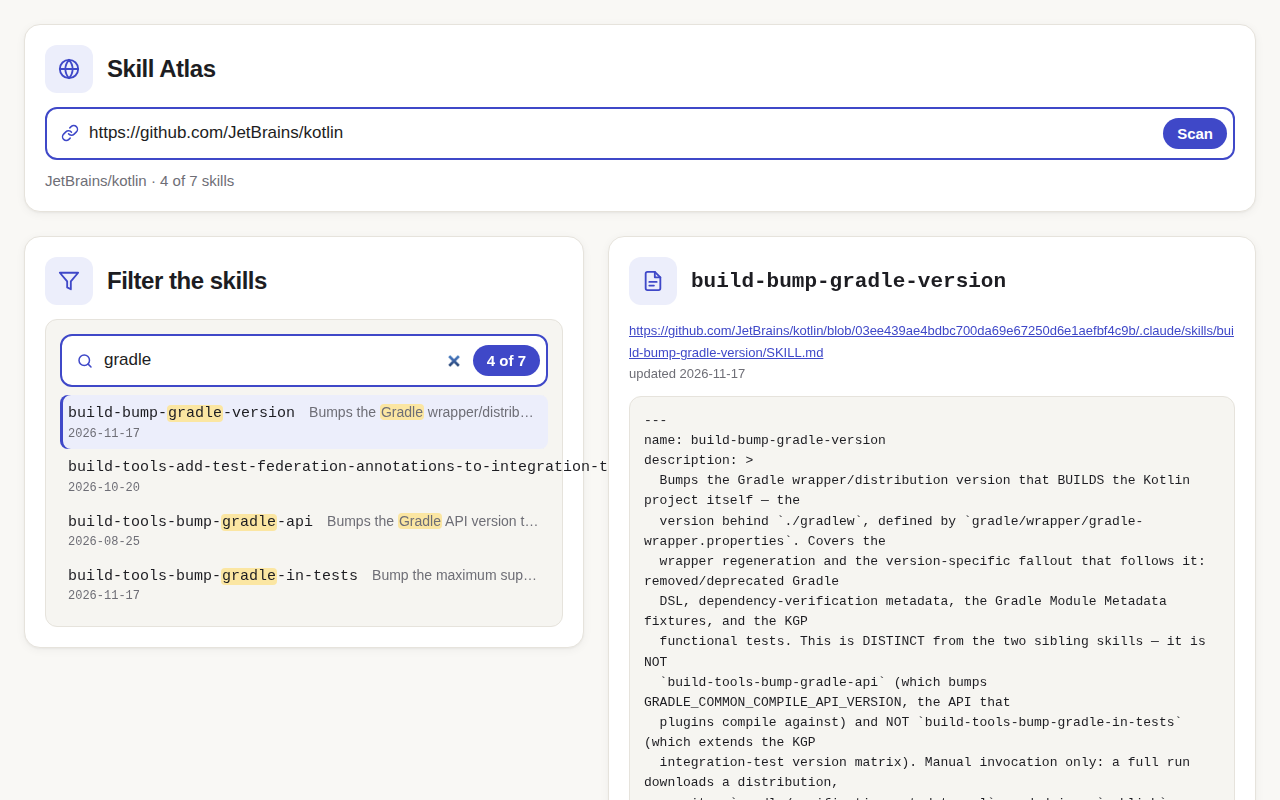 Skill Atlas
https://github.com/JetBrains/kotlin
Scan
JetBrains/kotlin · 4 of 7 skills
Filter the skills
gradle
4 of 7
build-bump-gradle-version Bumps the Gradle wrapper/distrib…
2026-11-17
build-tools-add-test-federation-annotations-to-integration-t
2026-10-20
build-tools-bump-gradle-api Bumps the Gradle API version t…
2026-08-25
build-tools-bump-gradle-in-tests Bump the maximum sup…
2026-11-17
build-bump-gradle-version
https://github.com/JetBrains/kotlin/blob/03ee439ae4bdbc700da69e67250d6e1aefbf4c9b/.claude/skills/bui
ld-bump-gradle-version/SKILL.md
updated 2026-11-17
---
name: build-bump-gradle-version
description: >
Bumps the Gradle wrapper/distribution version that BUILDS the Kotlin
project itself — the
version behind `./gradlew`, defined by `gradle/wrapper/gradle-
wrapper.properties`. Covers the
wrapper regeneration and the version-specific fallout that follows it:
removed/deprecated Gradle
DSL, dependency-verification metadata, the Gradle Module Metadata
fixtures, and the KGP
functional tests. This is DISTINCT from the two sibling skills — it is
NOT
`build-tools-bump-gradle-api` (which bumps
GRADLE_COMMON_COMPILE_API_VERSION, the API that
plugins compile against) and NOT `build-tools-bump-gradle-in-tests`
(which extends the KGP
integration-test version matrix). Manual invocation only: a full run
downloads a distribution,